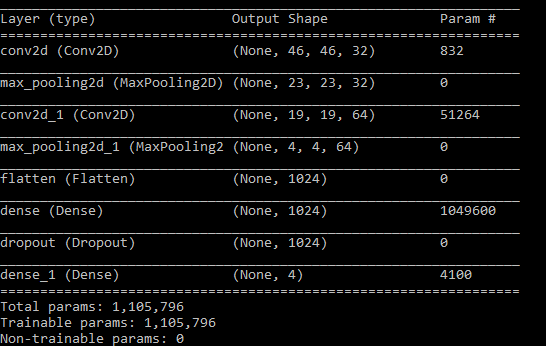 _________________________________________________________________
Layer (type)                 Output Shape              Param #
=================================================================
conv2d (Conv2D)              (None, 46, 46, 32)        832
_________________________________________________________________
max_pooling2d (MaxPooling2D) (None, 23, 23, 32)        0
_________________________________________________________________
conv2d_1 (Conv2D)            (None, 19, 19, 64)        51264
_________________________________________________________________
max_pooling2d_1 (MaxPooling2 (None, 4, 4, 64)          0
_________________________________________________________________
flatten (Flatten)            (None, 1024)              0
_________________________________________________________________
dense (Dense)                (None, 1024)              1049600
_________________________________________________________________
dropout (Dropout)            (None, 1024)              0
_________________________________________________________________
dense_1 (Dense)              (None, 4)                 4100
=================================================================
Total params: 1,105,796
Trainable params: 1,105,796
Non-trainable params: 0